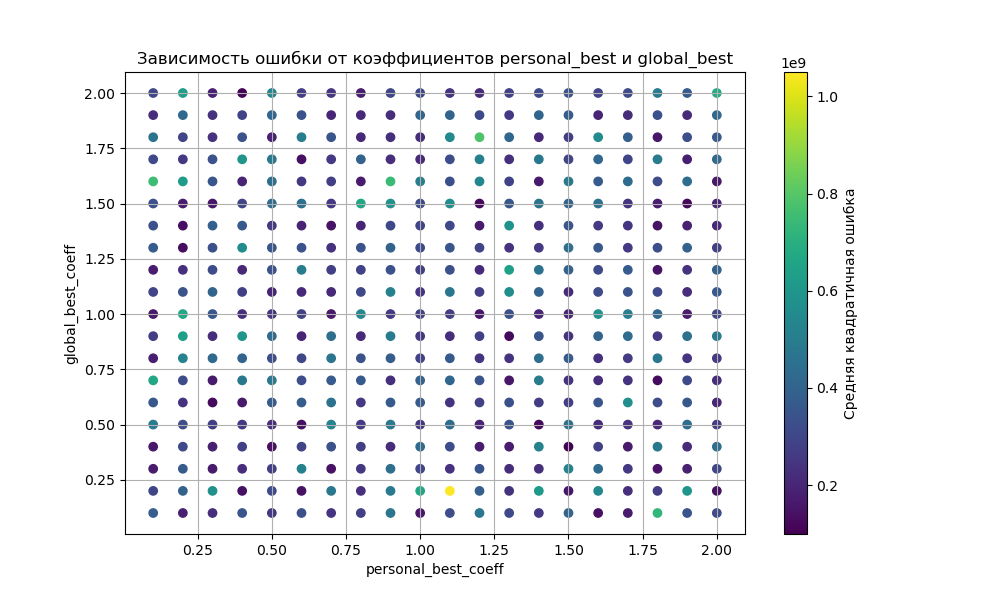 Зависимость ошибки от коэффициентов personal_best и global_best
1e9
2.00
1.75
1.50
1.25
1.00
0.75
0.50
0.25
global_best_coeff
0.25 0.50 0.75 1.00 1.25 1.50 1.75 2.00
personal_best_coeff
1.0
0.8
0.6
0.4
0.2
Средняя квадратичная ошибка